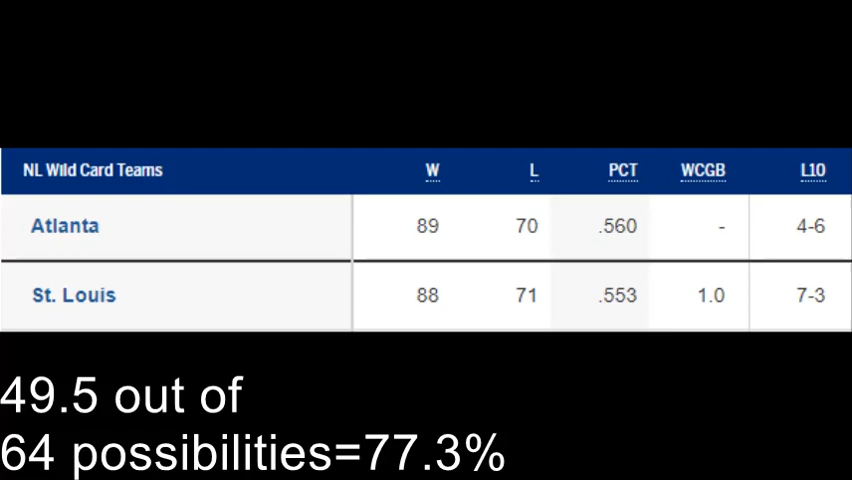 NL Wild Card Teams W L PCT WCGB L10
Atlanta 89 70 .560 - 4-6
St. Louis 88 71 .553 1.0 7-3
49.5 out of
64 possibilities=77.3%